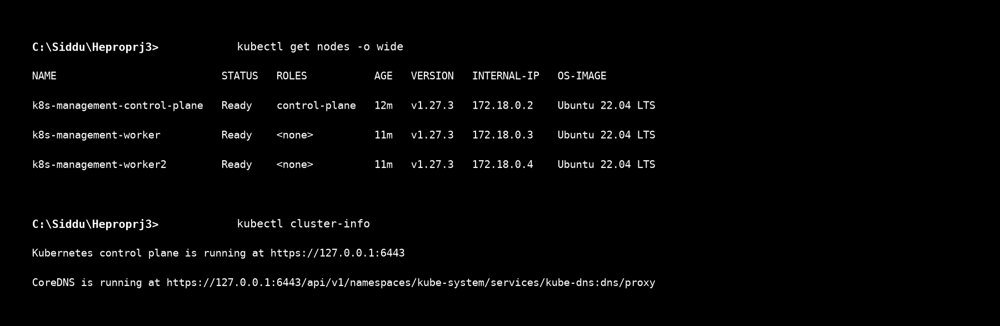 C:\Siddu\Heproprj3> kubectl get nodes -o wide
NAME                           STATUS   ROLES           AGE   VERSION   INTERNAL-IP   OS-IMAGE
k8s-management-control-plane   Ready    control-plane   12m   v1.27.3   172.18.0.2    Ubuntu 22.04 LTS
k8s-management-worker          Ready    <none>          11m   v1.27.3   172.18.0.3    Ubuntu 22.04 LTS
k8s-management-worker2         Ready    <none>          11m   v1.27.3   172.18.0.4    Ubuntu 22.04 LTS
C:\Siddu\Heproprj3> kubectl cluster-info
Kubernetes control plane is running at https://127.0.0.1:6443
CoreDNS is running at https://127.0.0.1:6443/api/v1/namespaces/kube-system/services/kube-dns:dns/proxy